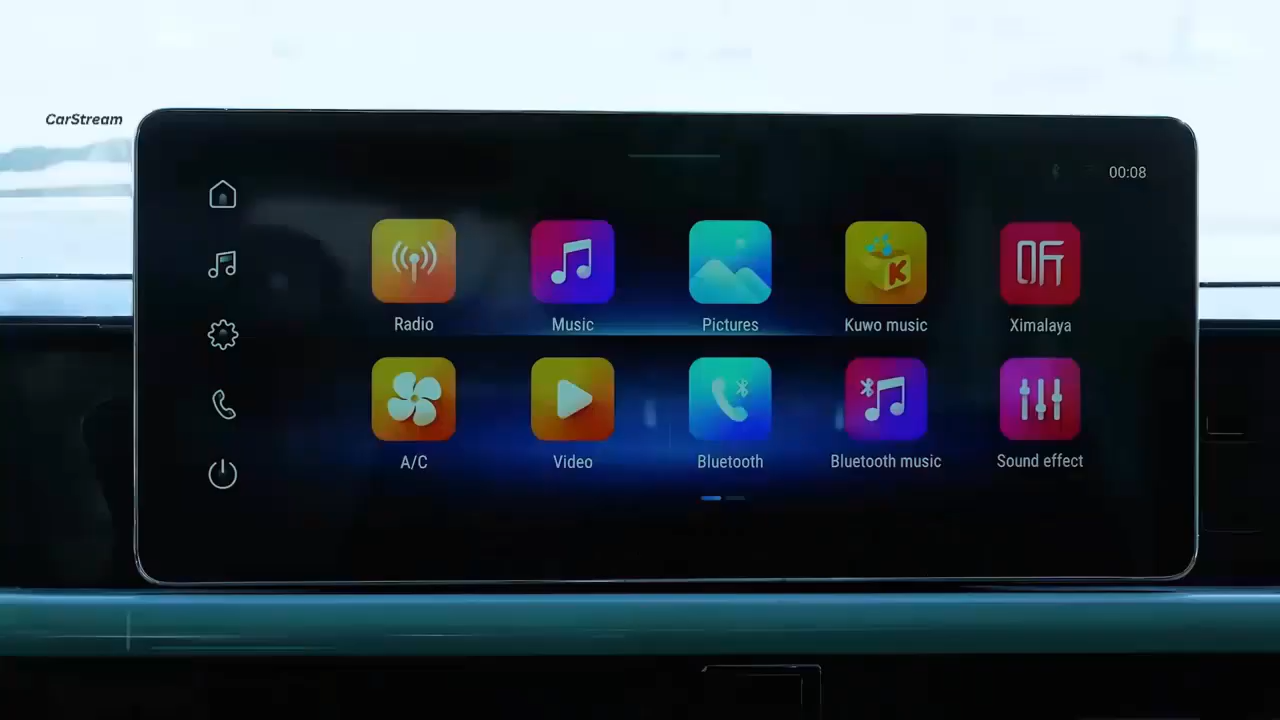 CarStream
00:08
Radio
Music
Pictures
Kuwo music
Ximalaya
A/C
Video
Bluetooth
Bluetooth music
Sound effect